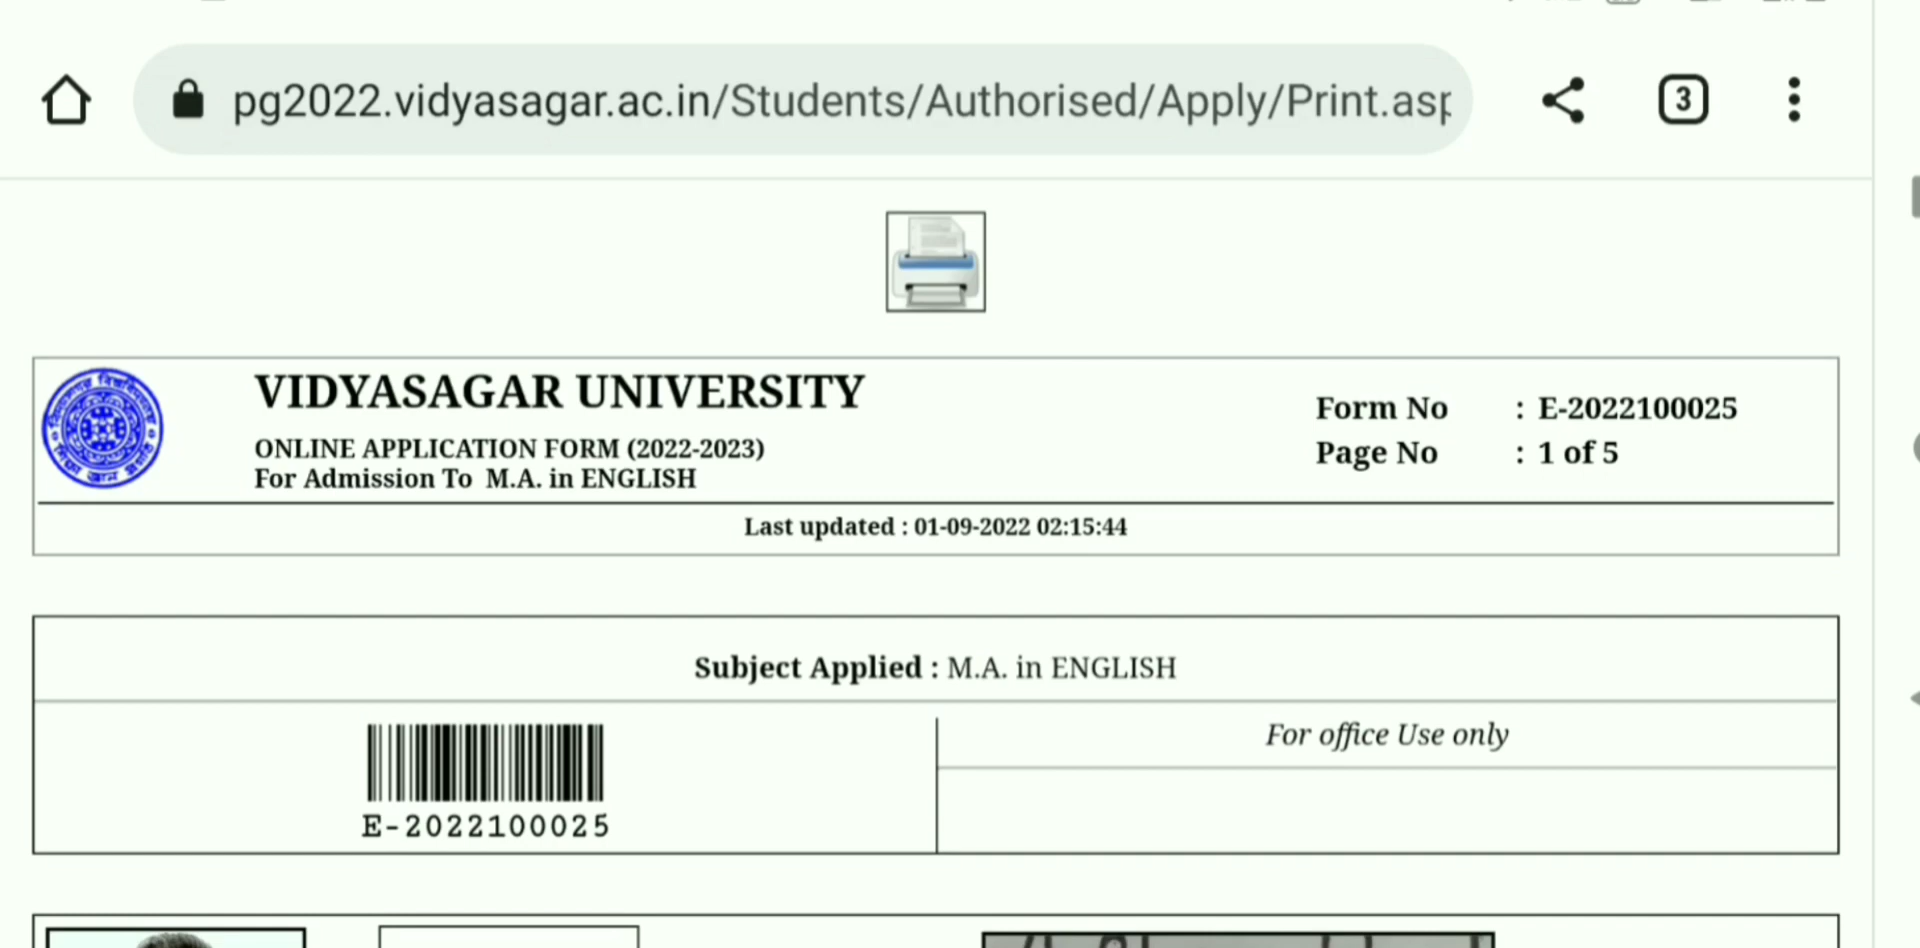 pg2022.vidyasagar.ac.in/Students/Authorised/Apply/Print.asp
3
VIDYASAGAR UNIVERSITY
ONLINE APPLICATION FORM (2022-2023)
For Admission To M.A. in ENGLISH
Form No : E-2022100025
Page No : 1 of 5
Last updated : 01-09-2022 02:15:44
Subject Applied : M.A. in ENGLISH
E-2022100025
For office Use only